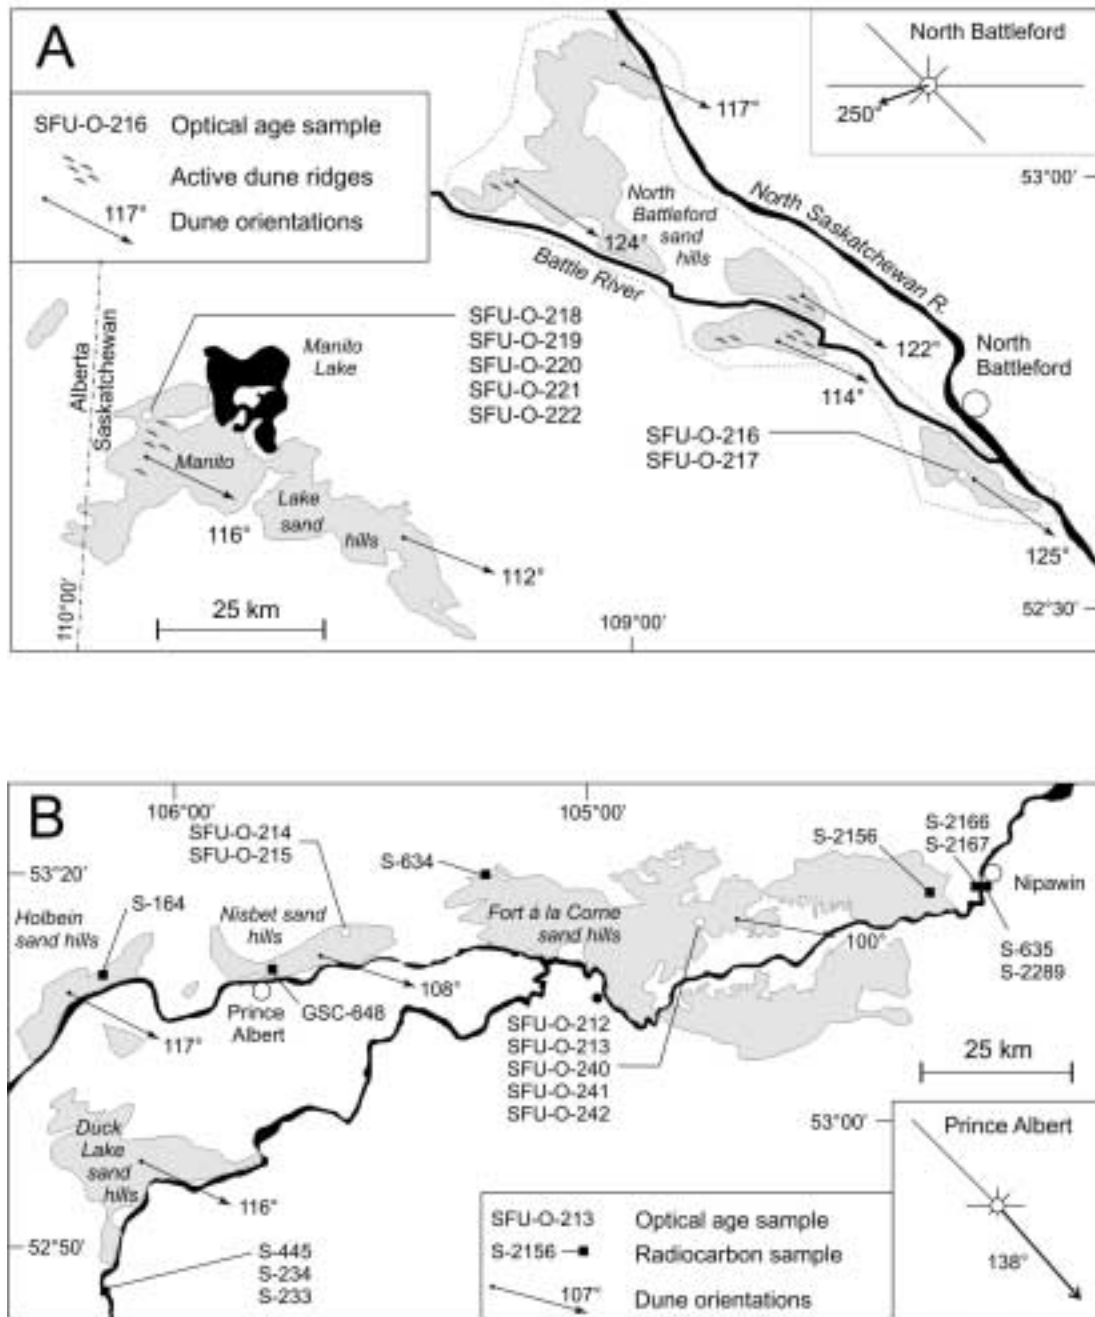 A
SFU-O-216 Optical age sample
Active dune ridges
117° Dune orientations
North Battleford
250°
117°
53°00'
North Saskatchewan R.
North
Battleford
sand
hills
124°
Battle River
122°
114°
North
Battleford
SFU-O-216
SFU-O-217
125°
52°30'
Alberta
Saskatchewan
SFU-O-218
SFU-O-219
SFU-O-220
SFU-O-221
SFU-O-222
Manito
Lake
Manito
Lake
sand
hills
116°
112°
25 km
110°00'
109°00'
B
106°00'
105°00'
SFU-O-214
SFU-O-215
S-634
S-2156
S-2166
S-2167
53°20'
Nipawin
Holbein
sand hills
S-164
Nisbet sand
hills
Fort à la Corne
sand hills
100°
S-635
S-2289
108°
Prince
Albert
GSC-648
117°
SFU-O-212
SFU-O-213
SFU-O-240
SFU-O-241
SFU-O-242
25 km
53°00'
Duck
Lake
sand
hills
116°
52°50'
S-445
S-234
S-233
SFU-O-213 Optical age sample
S-2156 Radiocarbon sample
107° Dune orientations
Prince Albert
138°